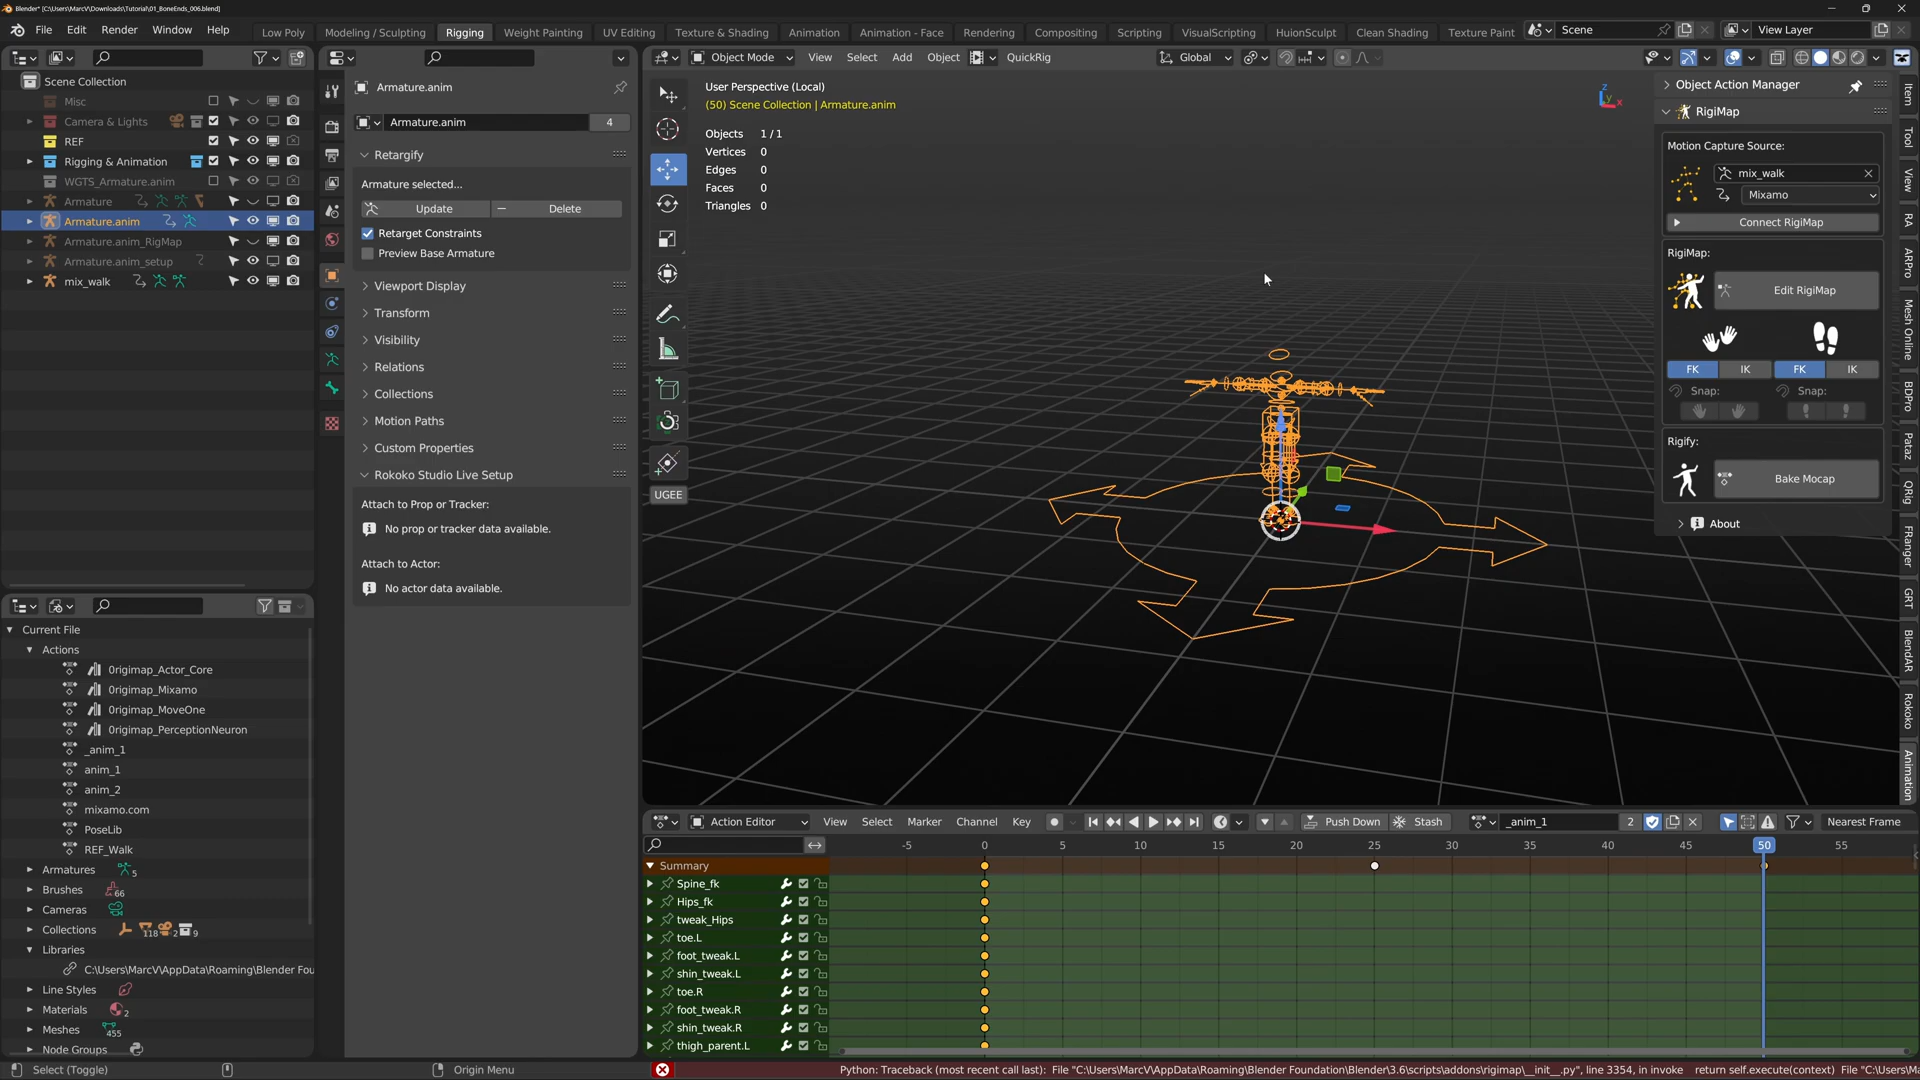 Blender* [C:\Users\MarcV\Downloads\Tutorial\01_BoneEnds_006.blend]
File Edit Render Window Help
Low Poly Modeling / Sculpting Rigging Weight Painting UV Editing Texture & Shading Animation Animation - Face Rendering Compositing Scripting VisualScripting HuionSculpt Clean Shading Texture Paint
Scene
View Layer
Scene Collection
Misc
Camera & Lights
REF
Rigging & Animation
WGTS_Armature.anim
Armature
Armature.anim
Armature.anim_RigMap
Armature.anim_setup
mix_walk
Current File
Actions
0rigimap_Actor_Core
0rigimap_Mixamo
0rigimap_MoveOne
0rigimap_PerceptionNeuron
_anim_1
anim_1
anim_2
mixamo.com
PoseLib
REF_Walk
Armatures 5
Brushes 66
Cameras
Collections 118 2 9
Libraries
C:\Users\MarcV\AppData\Roaming\Blender Fou
Line Styles
Materials 2
Meshes 455
Node Groups
Armature.anim
Armature.anim 4
Retargify
Armature selected...
Update Delete
Retarget Constraints
Preview Base Armature
Viewport Display
Transform
Visibility
Relations
Collections
Motion Paths
Custom Properties
Rokoko Studio Live Setup
Attach to Prop or Tracker:
No prop or tracker data available.
Attach to Actor:
No actor data available.
Object Mode View Select Add Object QuickRig Global
User Perspective (Local)
(50) Scene Collection | Armature.anim
Objects 1/1
Vertices 0
Edges 0
Faces 0
Triangles 0
UGEE
Z
Y
X
Object Action Manager
RigiMap
Motion Capture Source:
mix_walk
Mixamo
Connect RigiMap
RigiMap:
Edit RigiMap
FK IK FK IK
Snap: Snap:
Rigify:
Bake Mocap
About
Item
Tool
View
RA
ARPro
Mesh Online
BDPro
Pataz
QRig
FRanger
GRT
BlendAR
Rokoko
Animation
Action Editor View Select Marker Channel Key Push Down Stash _anim_1 2 Nearest Frame
-5 0 5 10 15 20 25 30 35 40 45 50 55
Summary
Spine_fk
Hips_fk
tweak_Hips
toe.L
foot_tweak.L
shin_tweak.L
toe.R
foot_tweak.R
shin_tweak.R
thigh_parent.L
Select (Toggle) Origin Menu
Python: Traceback (most recent call last): File "C:\Users\MarcV\AppData\Roaming\Blender Foundation\Blender\3.6\scripts\addons\rigimap\__init__.py", line 3354, in invoke return self.execute(context) File "C:\Users\Ma